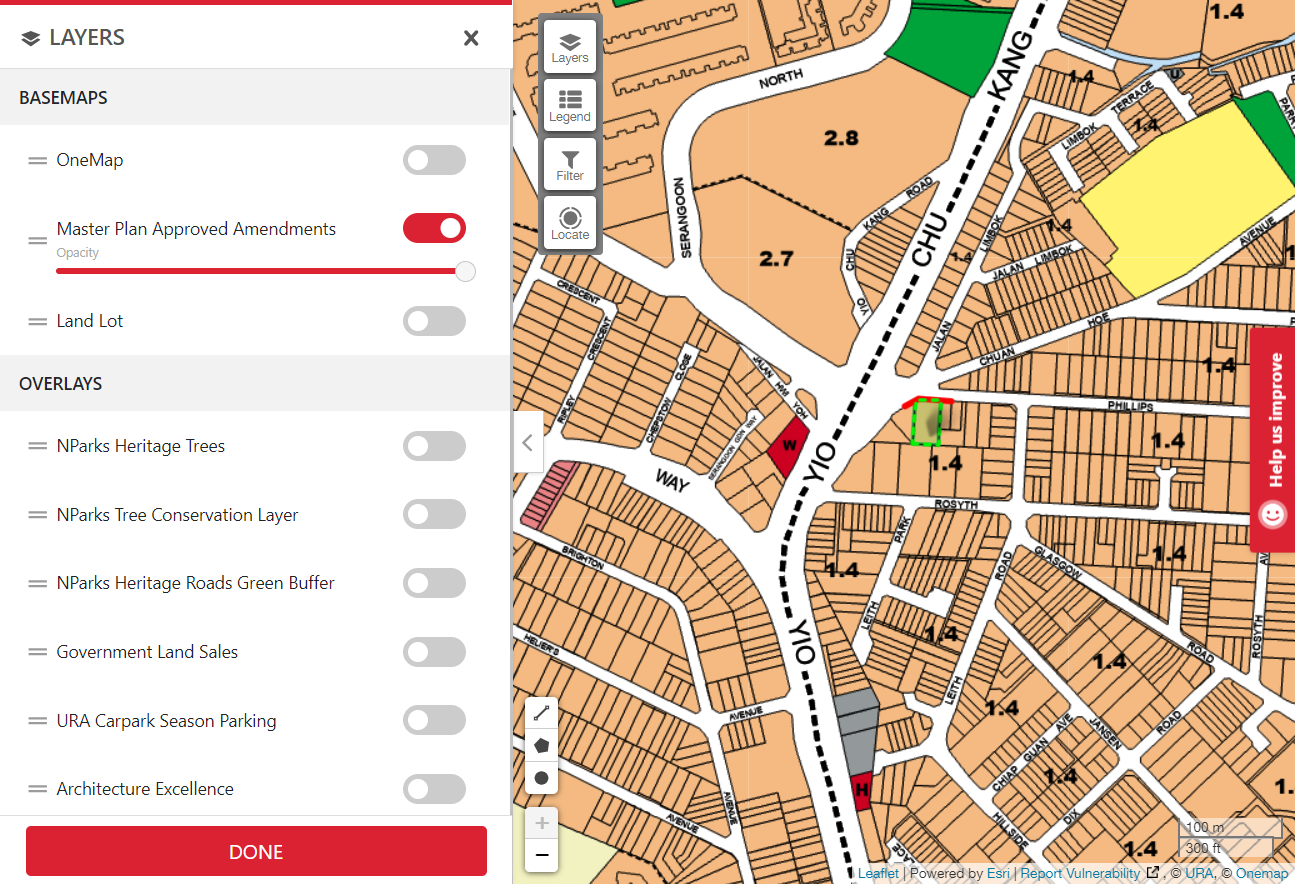 LAYERS
BASEMAPS
OneMap
Master Plan Approved Amendments
Opacity
Land Lot
OVERLAYS
NParks Heritage Trees
NParks Tree Conservation Layer
NParks Heritage Roads Green Buffer
Government Land Sales
URA Carpark Season Parking
Architecture Excellence
DONE
Layers
Legend
Filter
Locate
1.4
KANG
NORTH
1.4
U
TERRACE
PARK
1.4
LIMBOK
2.8
SERANGOON
KANG ROAD
CHU
YIO
CHU
LIMBOK
1.4
AVENUE
1.4
2.7
JALAN LIMBOK
CRESCENT
CRESCENT
CLOSE
JALAN HWI YOH
JALAN
HOE
CHUAN
1.4
RIPLEY
CHEPSTOW
SERANGOON GDN WAY
PHILLIPS
W
YIO
1.4
1.4
WAY
ROSYTH
Help us improve
PARK
BRIGHTON
1.4
ROAD
GLASGOW
1.4
AV
LEITH
1.4
ROSYTH
HELIER'S
YIO
ROAD
1.4
LEITH
1.4
AVENUE
CHIAP GUAN AVE
JANSEN
ROAD
1.4
H
1.
AVENUE
AVENUE
HILLSIDE
DIX
1.4
PLACE
+
−
100 m
300 ft
Leaflet | Powered by Esri | Report Vulnerability , © URA, © Onemap